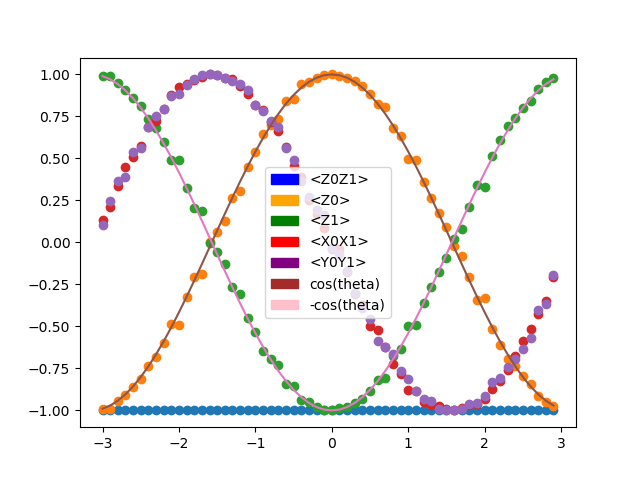 1.00
0.75
0.50
0.25
0.00
−0.25
−0.50
−0.75
−1.00
<Z0Z1>
<Z0>
<Z1>
<X0X1>
<Y0Y1>
cos(theta)
-cos(theta)
−3 −2 −1 0 1 2 3